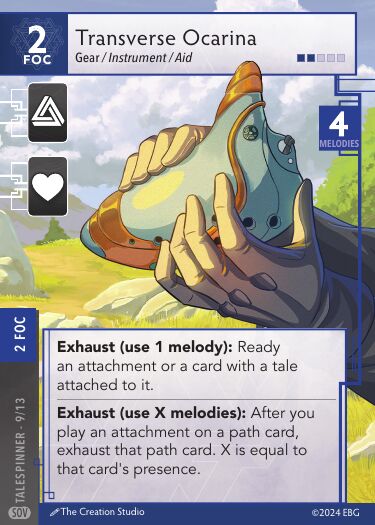 2
FOC
Transverse Ocarina
Gear / Instrument / Aid
4
MELODIES
2 FOC
Exhaust (use 1 melody): Ready
an attachment or a card with a tale
attached to it.
Exhaust (use X melodies): After you
play an attachment on a path card,
exhaust that path card. X is equal to
that card's presence.
TALESPINNER - 9/13
SOV
The Creation Studio
©2024 EBG